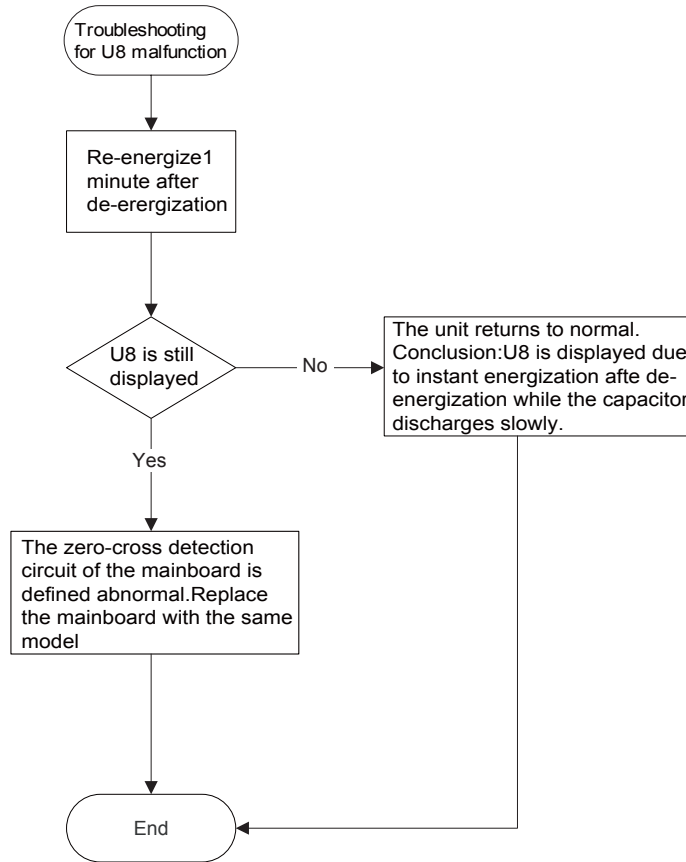 Troubleshooting
for U8 malfunction
Re-energize1
minute after
de-erergization
U8 is still
displayed
No
The unit returns to normal.
Conclusion:U8 is displayed due
to instant energization afte de-
energization while the capacitor
discharges slowly.
Yes
The zero-cross detection
circuit of the mainboard is
defined abnormal.Replace
the mainboard with the same
model
End